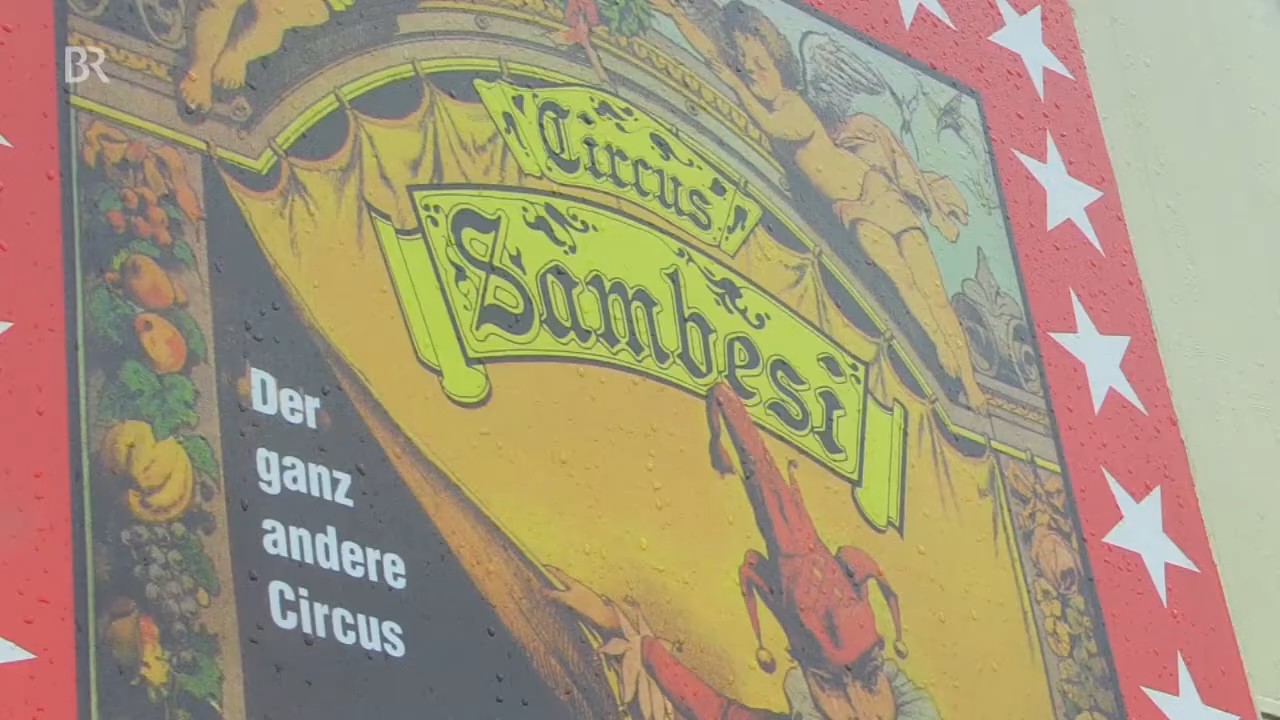 BR
Circus
Sambesi
Der
ganz
andere
Circus